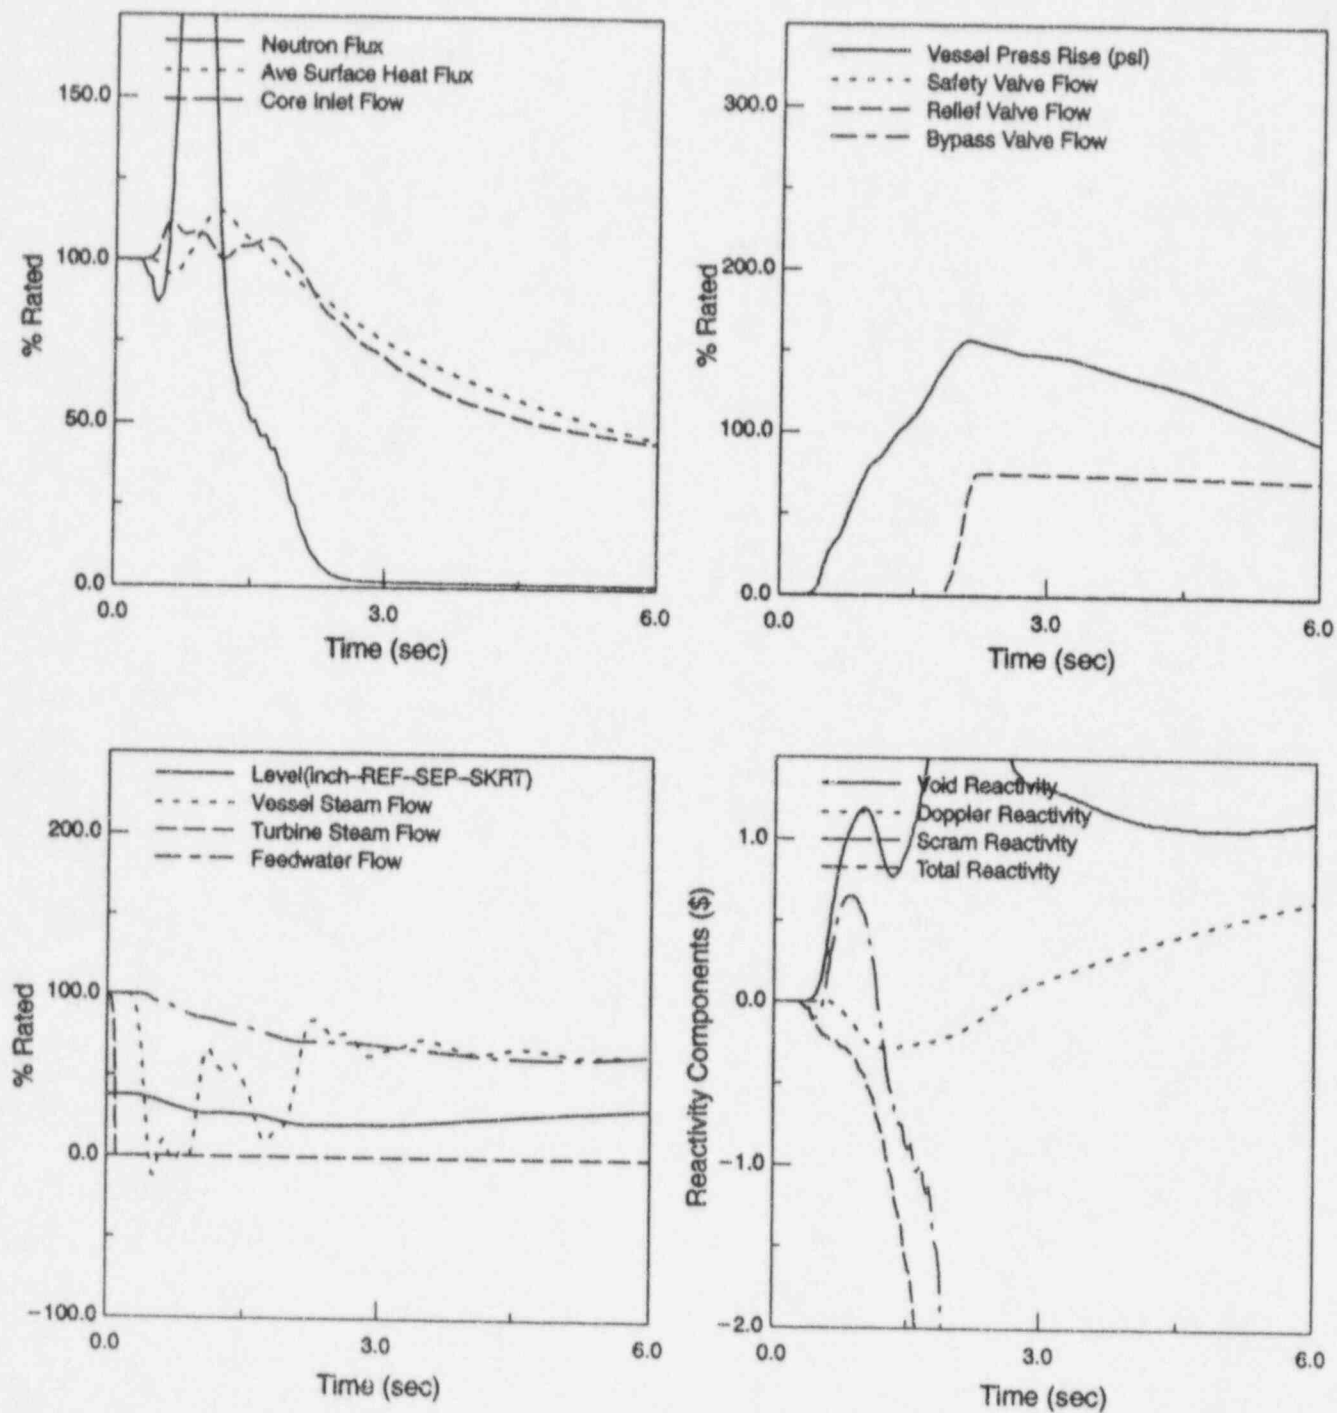 Neutron Flux
Ave Surface Heat Flux
Core Inlet Flow
150.0
100.0
50.0
0.0
% Rated
0.0 3.0 6.0
Time (sec)
Vessel Press Rise (psi)
Safety Valve Flow
Relief Valve Flow
Bypass Valve Flow
300.0
200.0
100.0
0.0
% Rated
0.0 3.0 6.0
Time (sec)
Level(inch-REF-SEP-SKRT)
Vessel Steam Flow
Turbine Steam Flow
Feedwater Flow
200.0
100.0
0.0
-100.0
% Rated
0.0 3.0 6.0
Time (sec)
Void Reactivity
Doppler Reactivity
Scram Reactivity
Total Reactivity
1.0
0.0
-1.0
-2.0
Reactivity Components ($)
0.0 3.0 6.0
Time (sec)